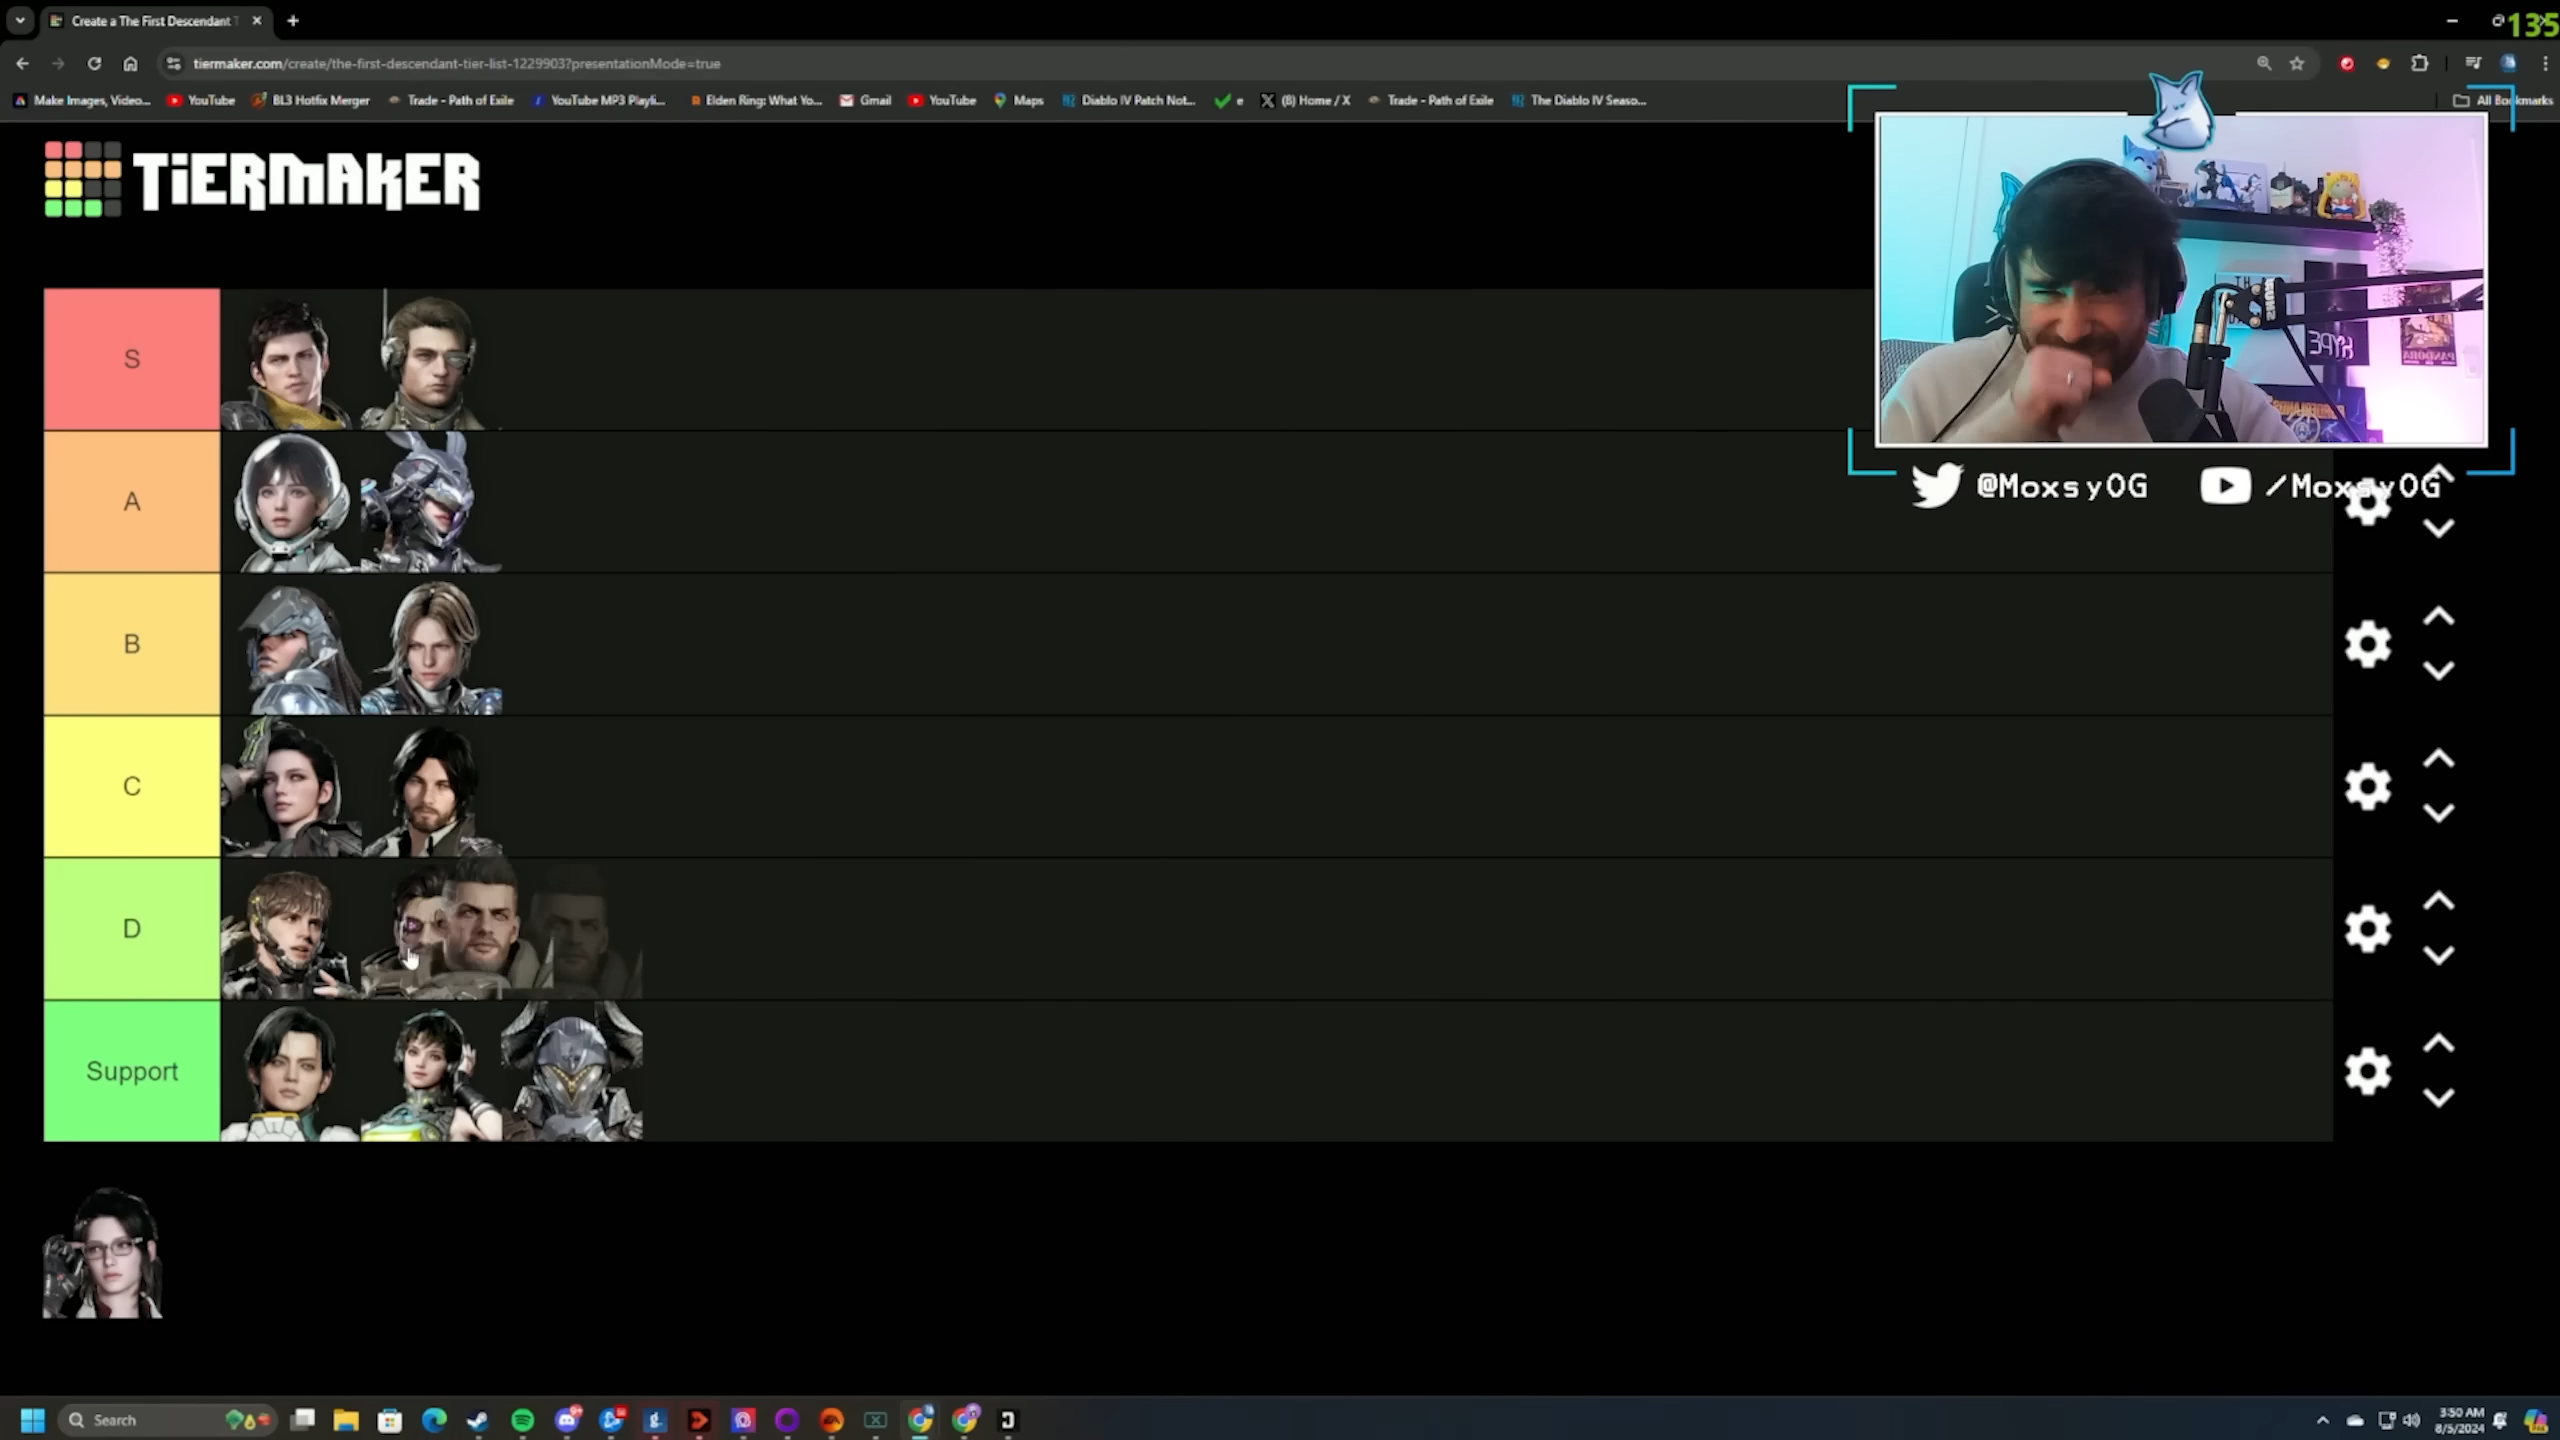 Create a The First Descendant T
135
tiermaker.com/create/the-first-descendant-tier-list-1229903?presentationMode=true
Make Images, Video... YouTube BL3 Hotfix Merger Trade - Path of Exile YouTube MP3 Playli... Elden Ring: What Yo... Gmail YouTube Maps Diablo IV Patch Not... e (8) Home / X Trade - Path of Exile The Diablo IV Seaso... All Bookmarks
TiERMAKER
HYPE
PANDORA
@MoxsyOG /MoxsyOG
S
A
B
C
D
Support
Search
3:50 AM
8/5/2024